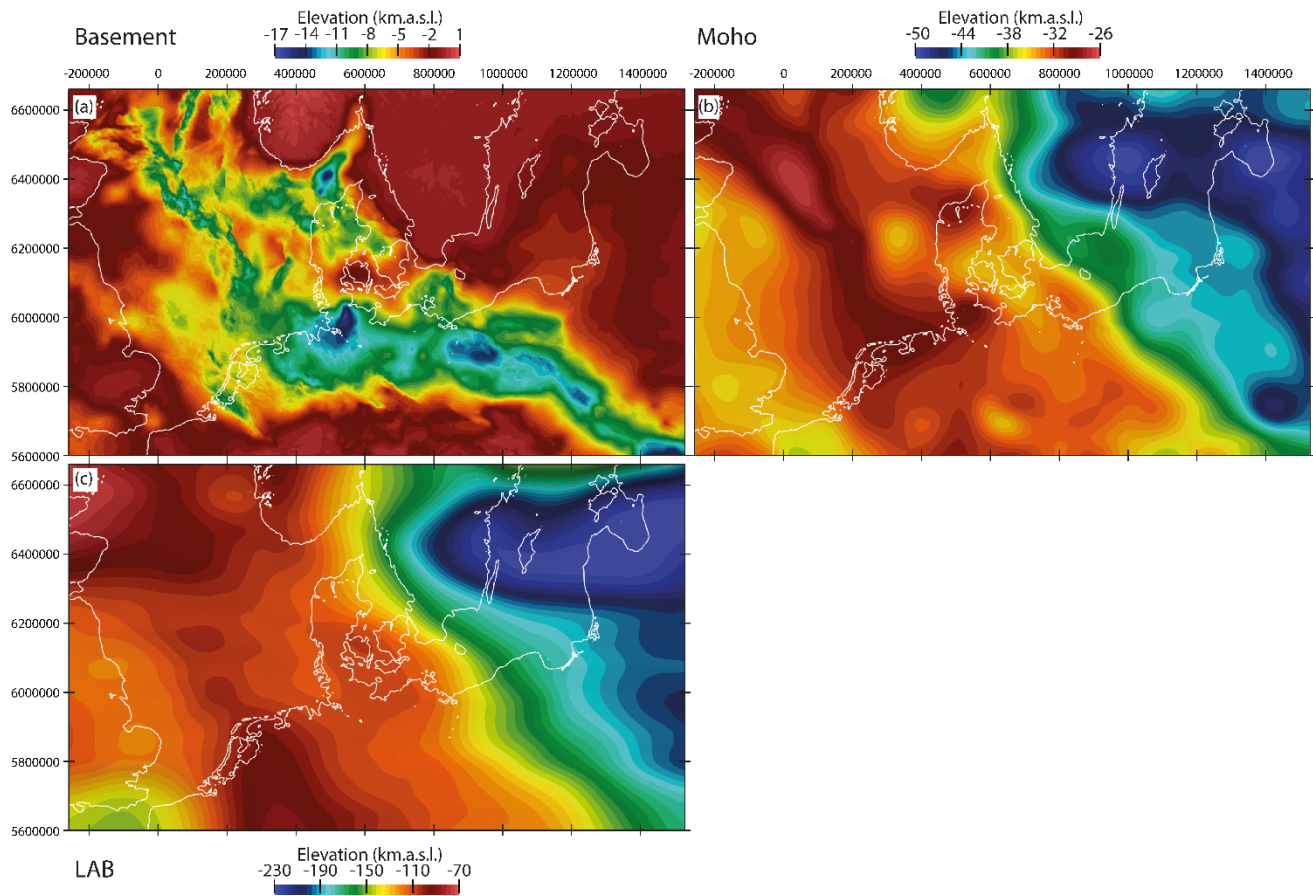 Basement
Elevation (km.a.s.l.)
-17 -14 -11 -8 -5 -2 1
Moho
Elevation (km.a.s.l.)
-50 -44 -38 -32 -26
-200000 0 200000 400000 600000 800000 1000000 1200000 1400000
-200000 0 200000 400000 600000 800000 1000000 1200000 1400000
(a)
(b)
6600000
6400000
6200000
6000000
5800000
5600000
(c)
6600000
6400000
6200000
6000000
5800000
5600000
LAB
Elevation (km.a.s.l.)
-230 -190 -150 -110 -70